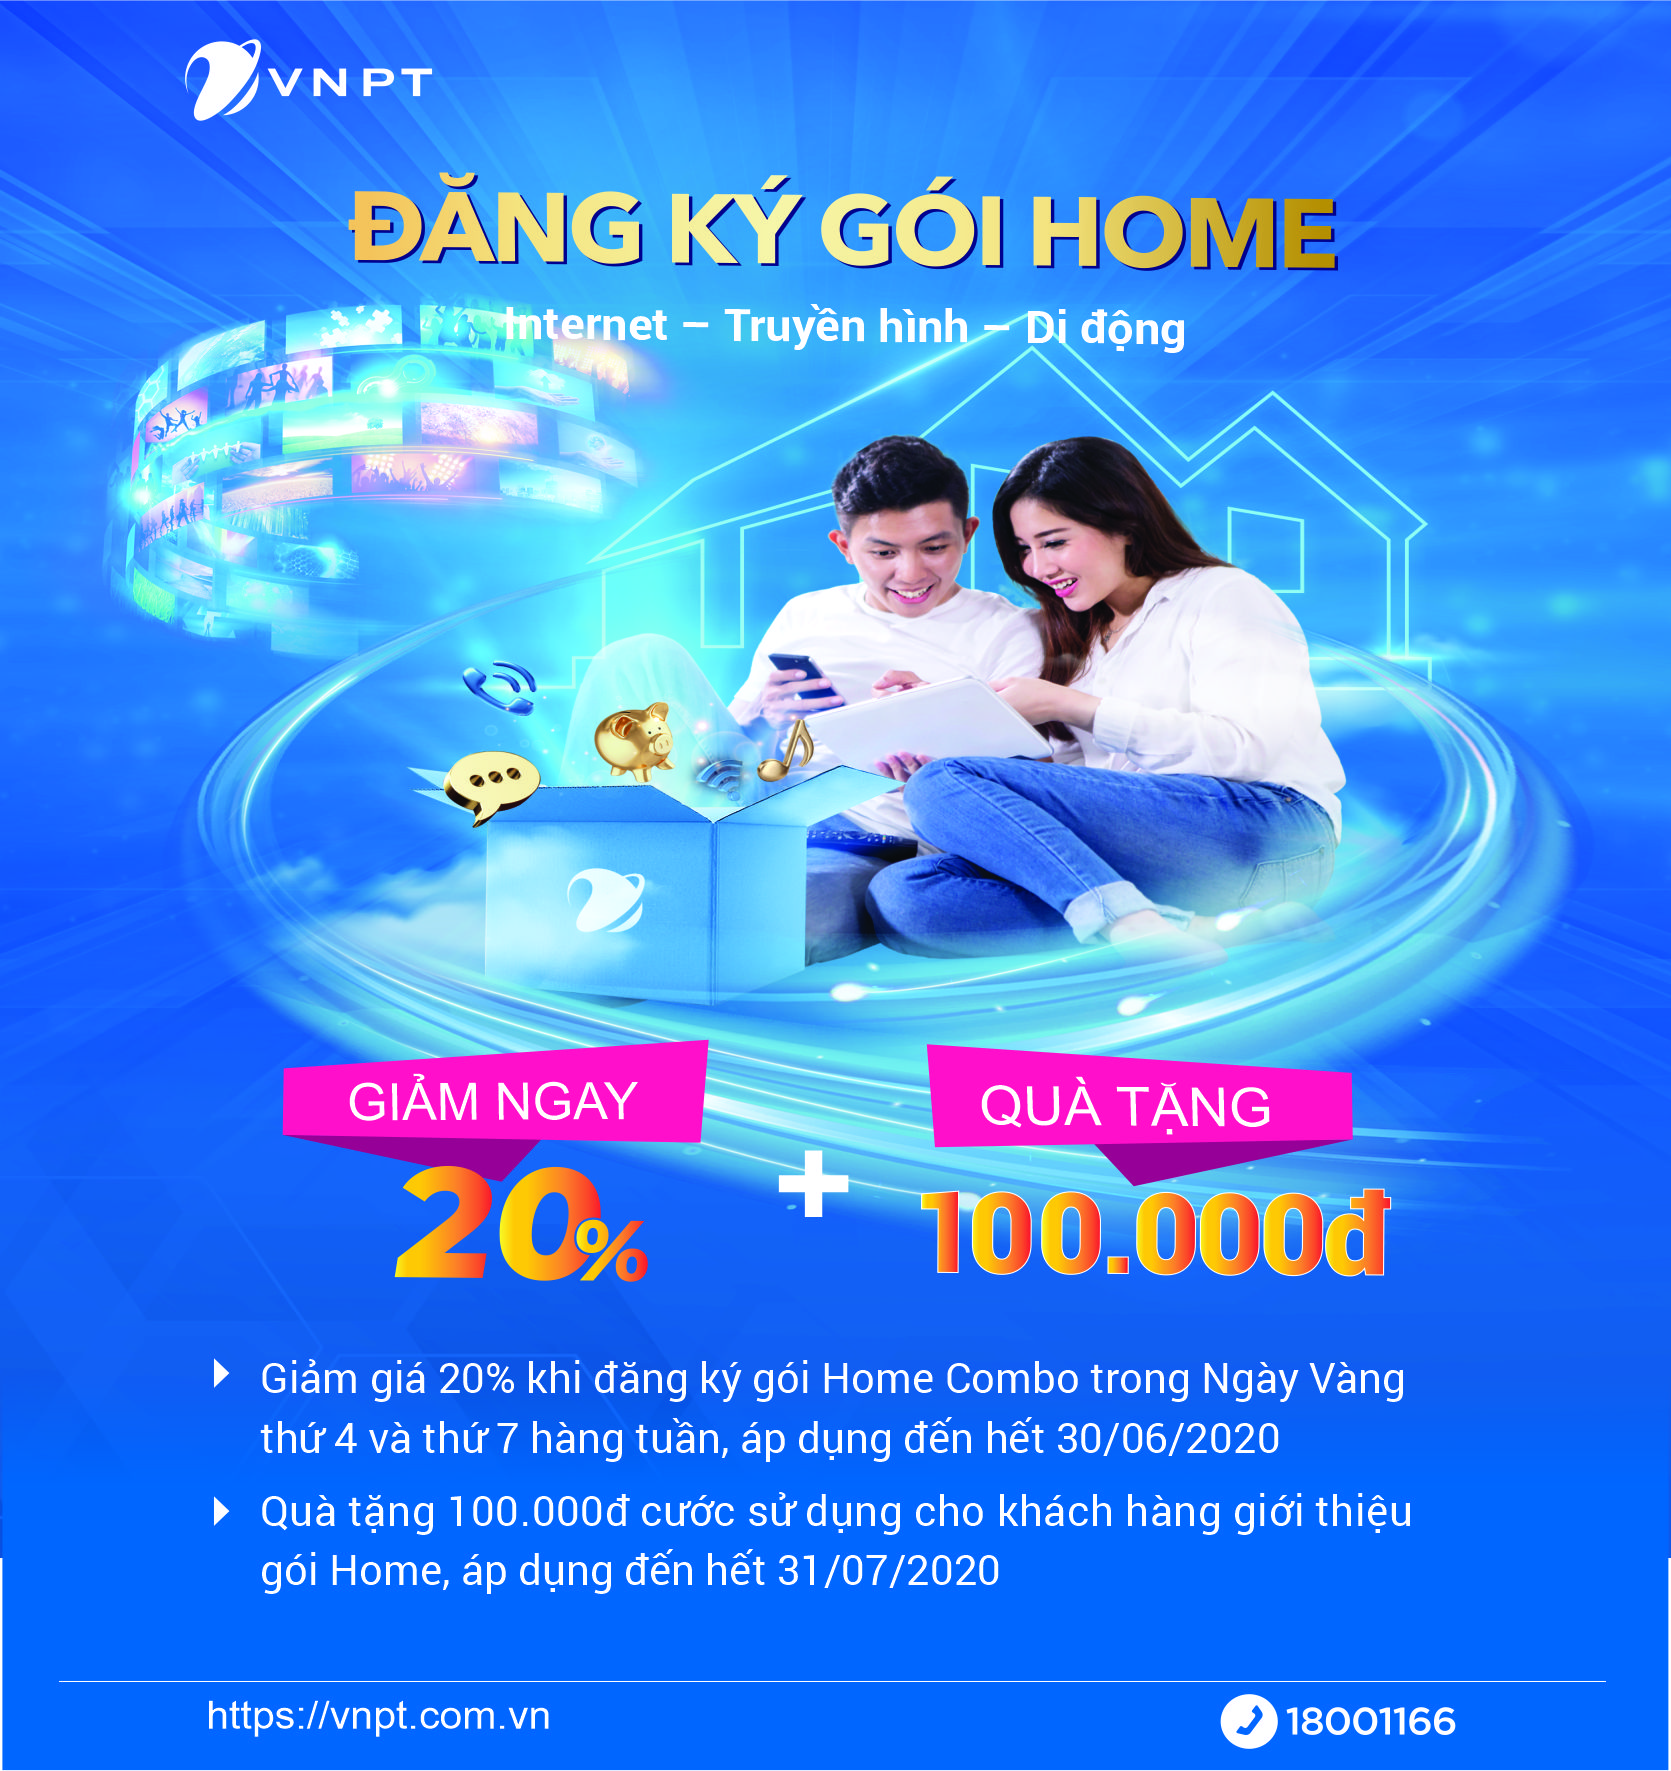 VNPT
ĐĂNG KÝ GÓI HOME
Internet – Truyền hình – Di động
GIẢM NGAY
20%
+
QUÀ TẶNG
100.000đ
Giảm giá 20% khi đăng ký gói Home Combo trong Ngày Vàng
thứ 4 và thứ 7 hàng tuần, áp dụng đến hết 30/06/2020
Quà tặng 100.000đ cước sử dụng cho khách hàng giới thiệu
gói Home, áp dụng đến hết 31/07/2020
https://vnpt.com.vn
18001166